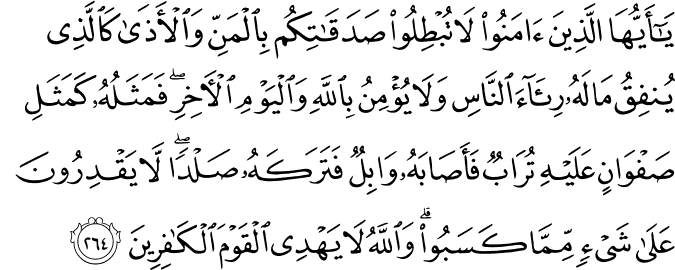 يَـٰٓأَيُّهَا ٱلَّذِينَ ءَامَنُوا۟ لَا تُبْطِلُوا۟ صَدَقَـٰتِكُم بِٱلْمَنِّ وَٱلْأَذَىٰ كَٱلَّذِى
يُنفِقُ مَالَهُۥ رِئَآءَ ٱلنَّاسِ وَلَا يُؤْمِنُ بِٱللَّهِ وَٱلْيَوْمِ ٱلْـَٔاخِرِ ۖ فَمَثَلُهُۥ كَمَثَلِ
صَفْوَانٍ عَلَيْهِ تُرَابٌ فَأَصَابَهُۥ وَابِلٌ فَتَرَكَهُۥ صَلْدًا ۖ لَّا يَقْدِرُونَ
عَلَىٰ شَىْءٍ مِّمَّا كَسَبُوا۟ ۗ وَٱللَّهُ لَا يَهْدِى ٱلْقَوْمَ ٱلْكَـٰفِرِينَ ٢٦٤